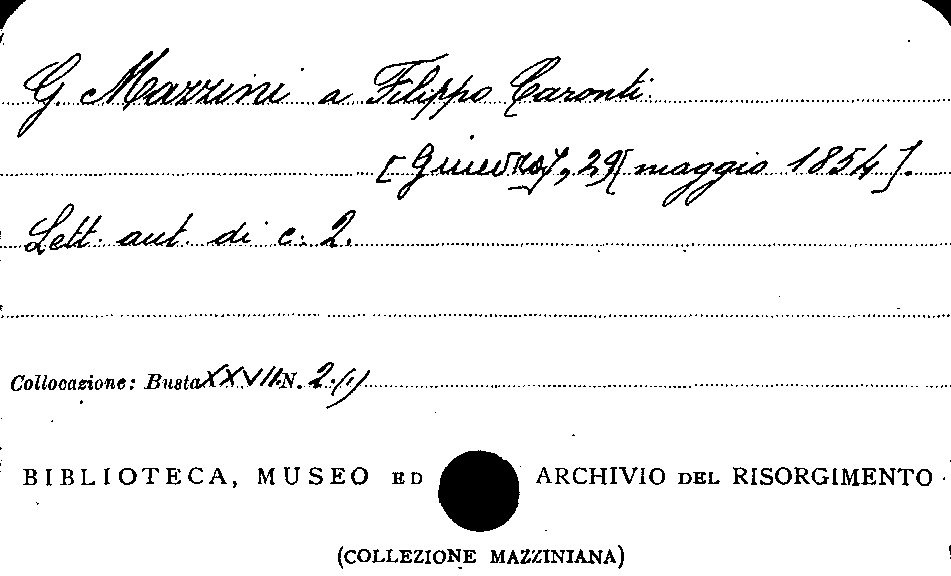 G. Mazzini a Filippo Caronti.
[Ginevra], 29 [maggio 1854].
Lett. aut. di c. 2.
Collocazione: Busta XXVII N. 2.(1)
BIBLIOTECA, MUSEO ED ARCHIVIO DEL RISORGIMENTO
(COLLEZIONE MAZZINIANA)